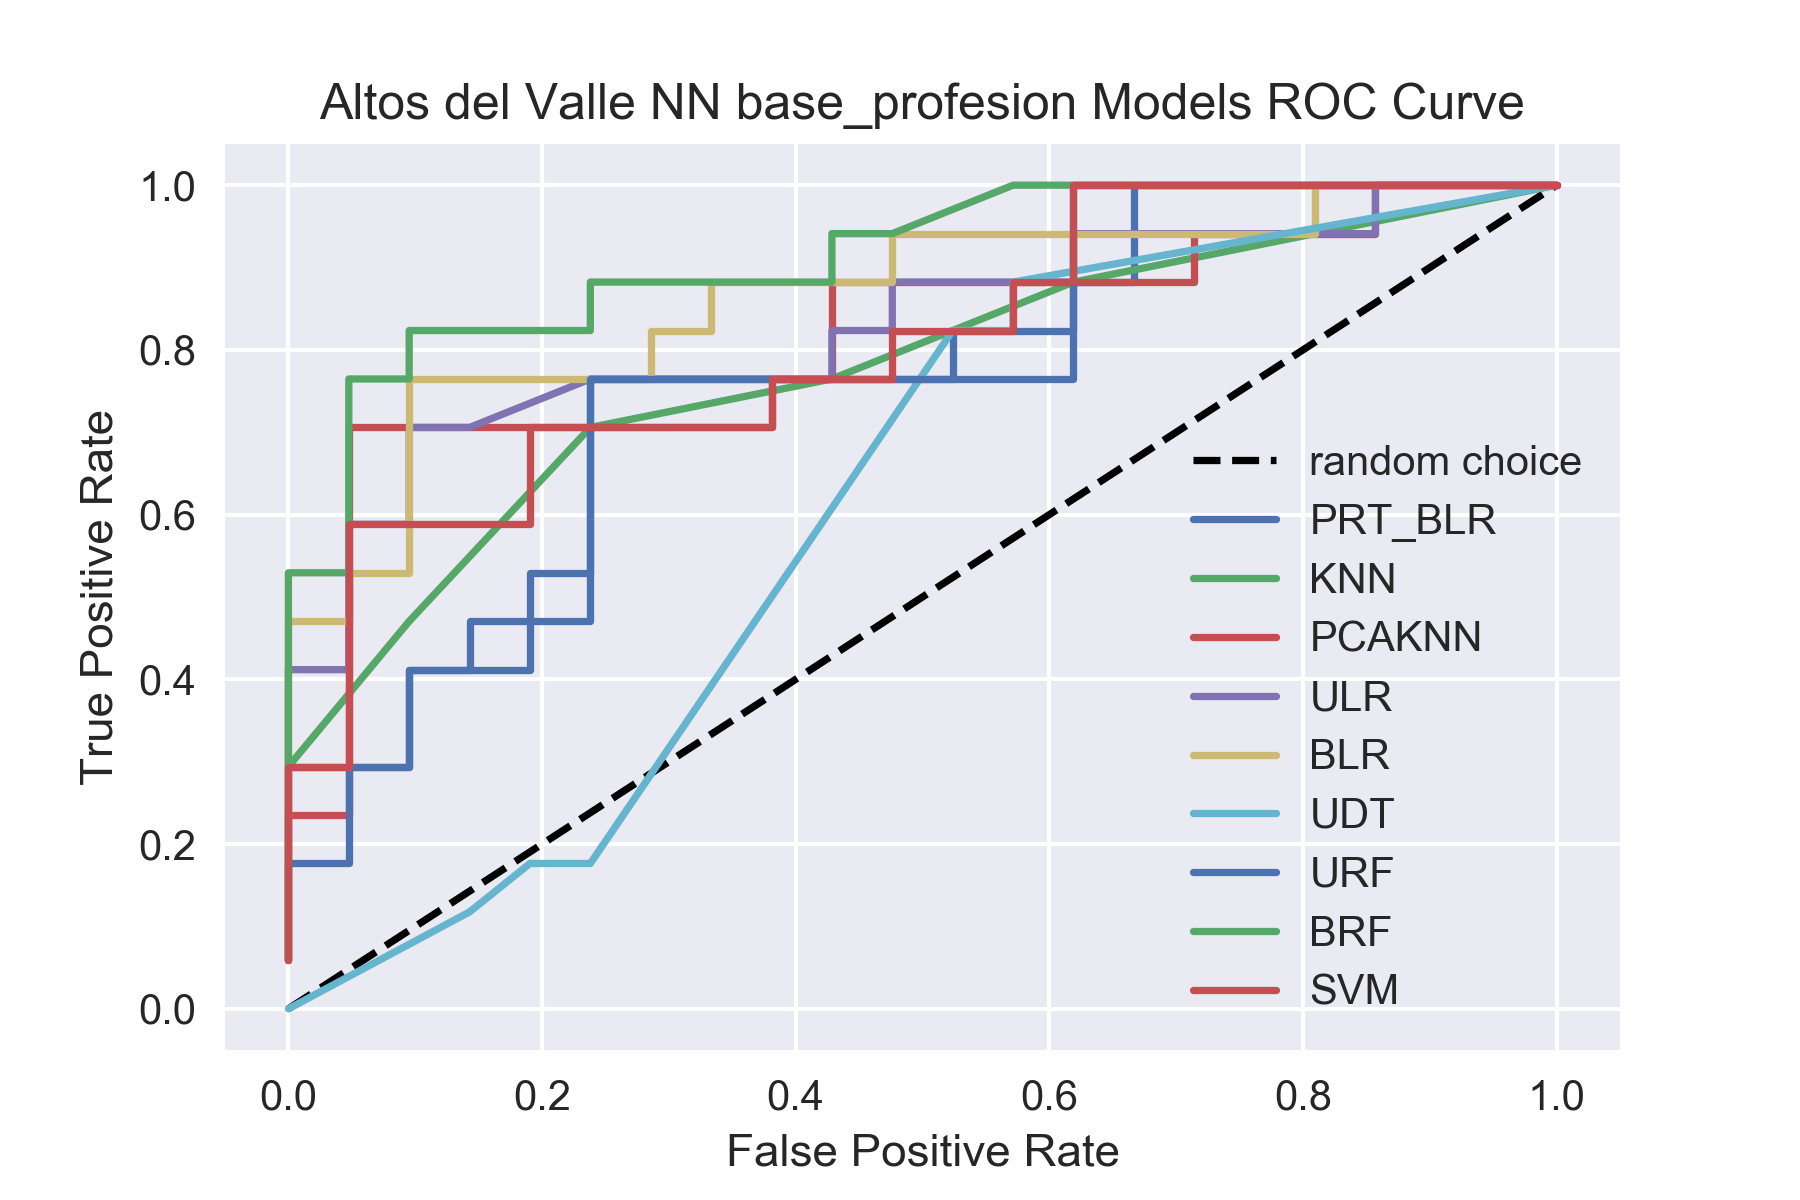 Altos del Valle NN base_profesion Models ROC Curve
1.0
0.8
0.6
0.4
0.2
0.0
True Positive Rate
random choice
PRT_BLR
KNN
PCAKNN
ULR
BLR
UDT
URF
BRF
SVM
0.0 0.2 0.4 0.6 0.8 1.0
False Positive Rate